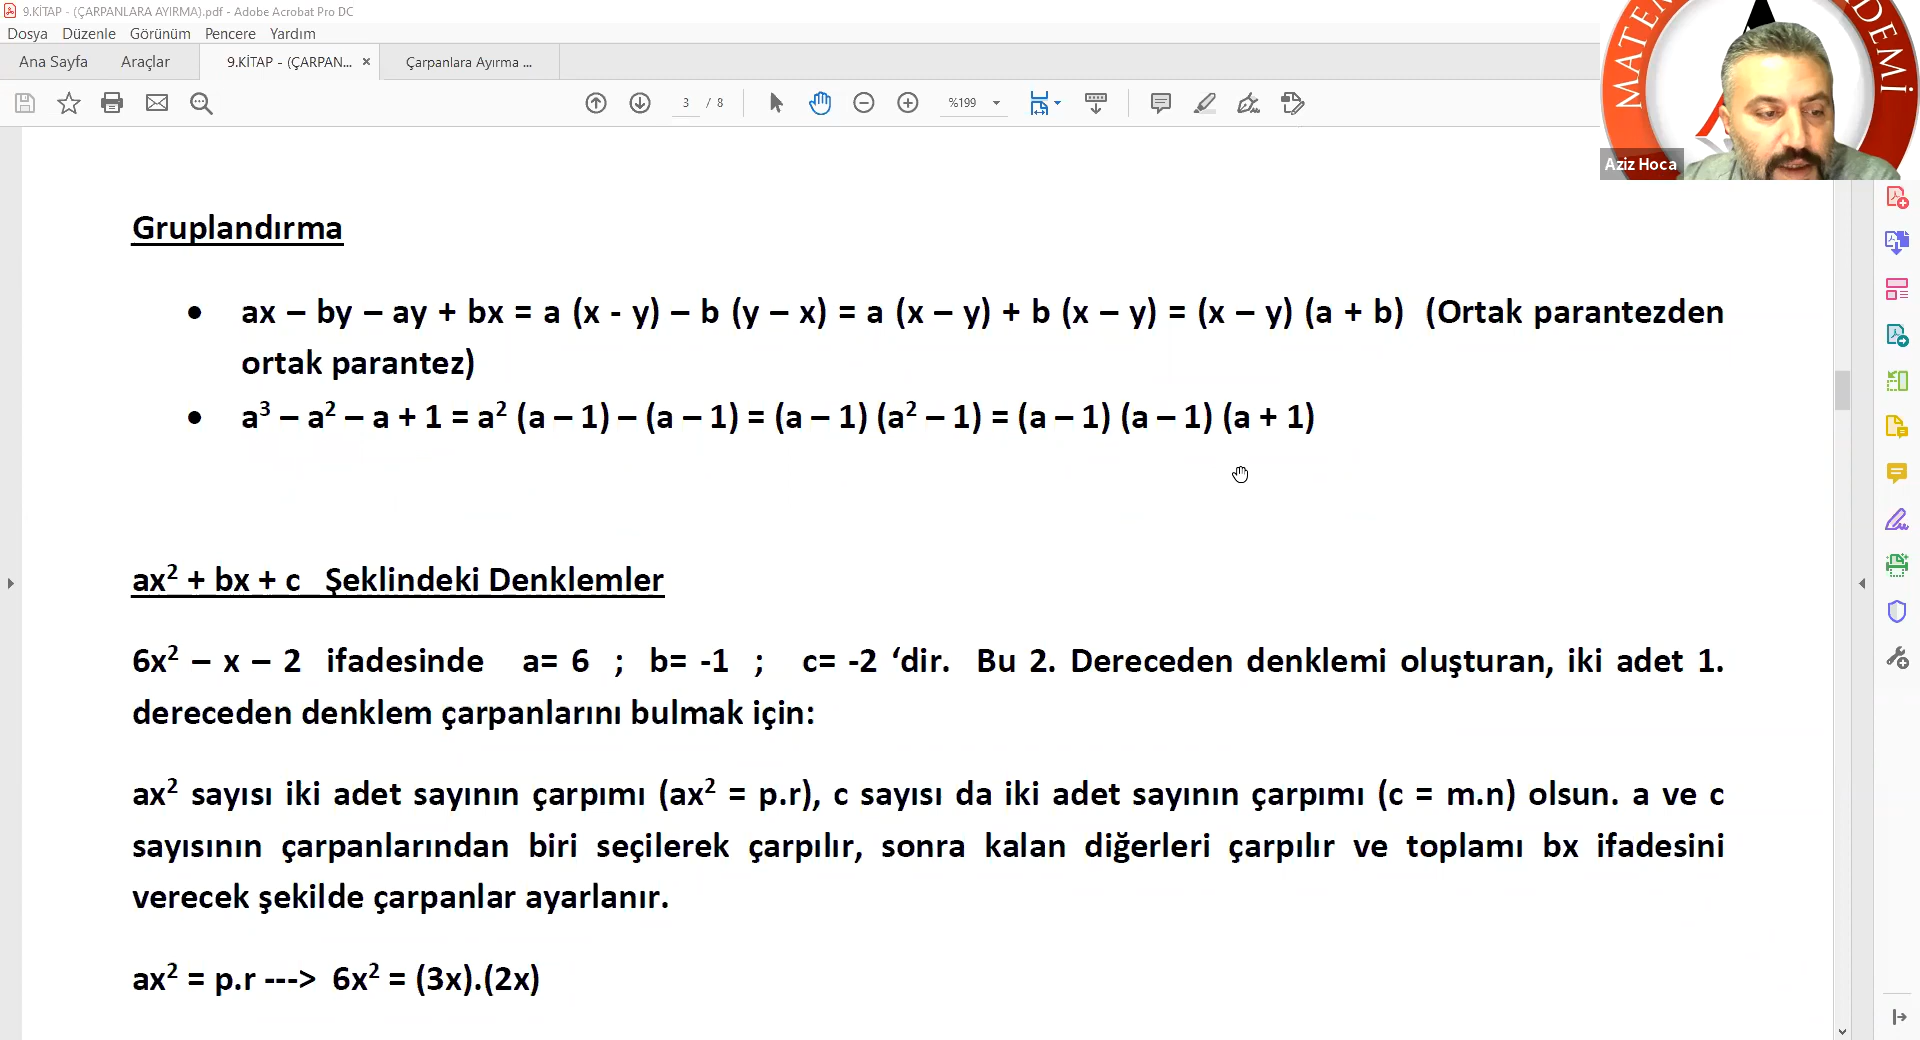 9.KİTAP - (ÇARPANLARA AYIRMA).pdf - Adobe Acrobat Pro DC
Dosya Düzenle Görünüm Pencere Yardım
Ana Sayfa Araçlar 9.KİTAP - (ÇARPAN... × Çarpanlara Ayırma ...
3 / 8 %199
MATEM DEMİ
Aziz Hoca
Gruplandırma
• ax – by – ay + bx = a (x - y) – b (y – x) = a (x – y) + b (x – y) = (x – y) (a + b) (Ortak parantezden
ortak parantez)
• a³ – a² – a + 1 = a² (a – 1) – (a – 1) = (a – 1) (a² – 1) = (a – 1) (a – 1) (a + 1)
ax² + bx + c Şeklindeki Denklemler
6x² – x – 2 ifadesinde a= 6 ; b= -1 ; c= -2 ‘dir. Bu 2. Dereceden denklemi oluşturan, iki adet 1.
dereceden denklem çarpanlarını bulmak için:
ax² sayısı iki adet sayının çarpımı (ax² = p.r), c sayısı da iki adet sayının çarpımı (c = m.n) olsun. a ve c
sayısının çarpanlarından biri seçilerek çarpılır, sonra kalan diğerleri çarpılır ve toplamı bx ifadesini
verecek şekilde çarpanlar ayarlanır.
ax² = p.r ---> 6x² = (3x).(2x)